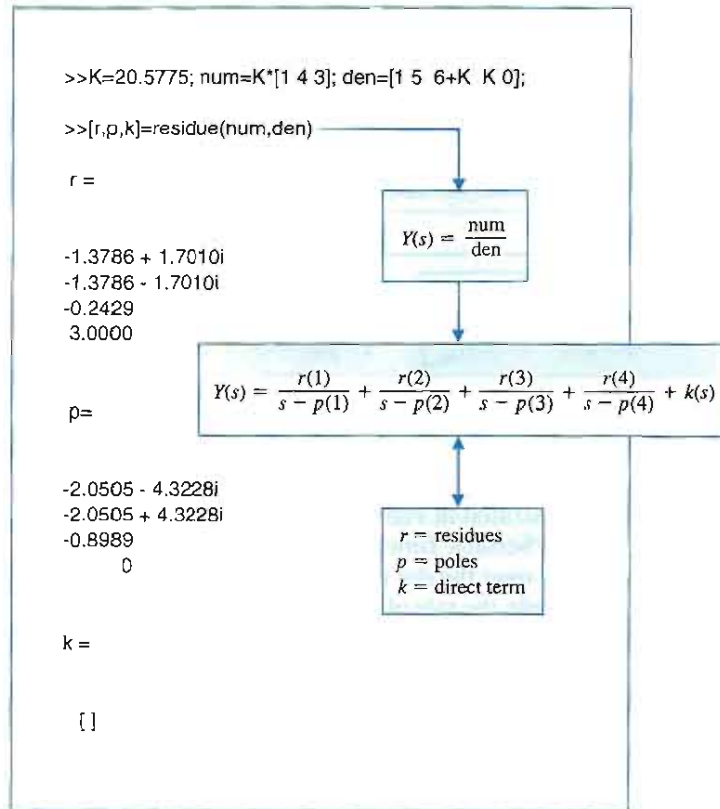 >>K=20.5775; num=K*[1 4 3]; den=[1 5 6+K K 0];
>>[r,p,k]=residue(num,den)
r =
-1.3786 + 1.7010i
-1.3786 - 1.7010i
-0.2429
3.0000
Y(s) = num/den
Y(s) = r(1)/(s - p(1)) + r(2)/(s - p(2)) + r(3)/(s - p(3)) + r(4)/(s - p(4)) + k(s)
p=
-2.0505 - 4.3228i
-2.0505 + 4.3228i
-0.8989
0
r = residues
p = poles
k = direct term
k =
[]